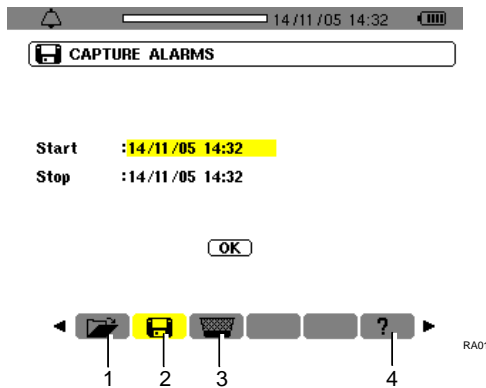 14/11/05 14:32
CAPTURE ALARMS
Start :14/11/05 14:32
Stop :14/11/05 14:32
OK
?
RA01
1 2 3 4